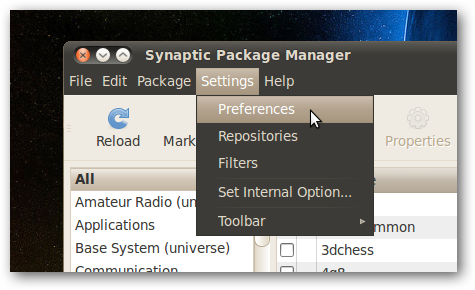 Synaptic Package Manager
File Edit Package Settings Help
Preferences
Repositories
Filters
Set Internal Option...
Toolbar
Reload Mark Properties
All
Amateur Radio (un
Applications
Base System (universe)
Communication
mmon
3dchess
4g8